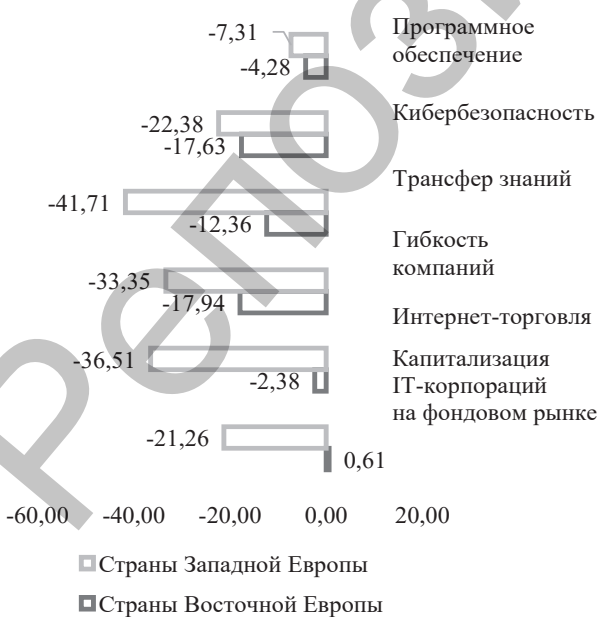 -7,31
Программное
обеспечение
-4,28
-22,38
Кибербезопасность
-17,63
-41,71
Трансфер знаний
-12,36
Гибкость
компаний
-33,35
-17,94
Интернет-торговля
-36,51
Капитализация
IT-корпораций
на фондовом рынке
-2,38
-21,26
0,61
-60,00 -40,00 -20,00 0,00 20,00
Страны Западной Европы
Страны Восточной Европы